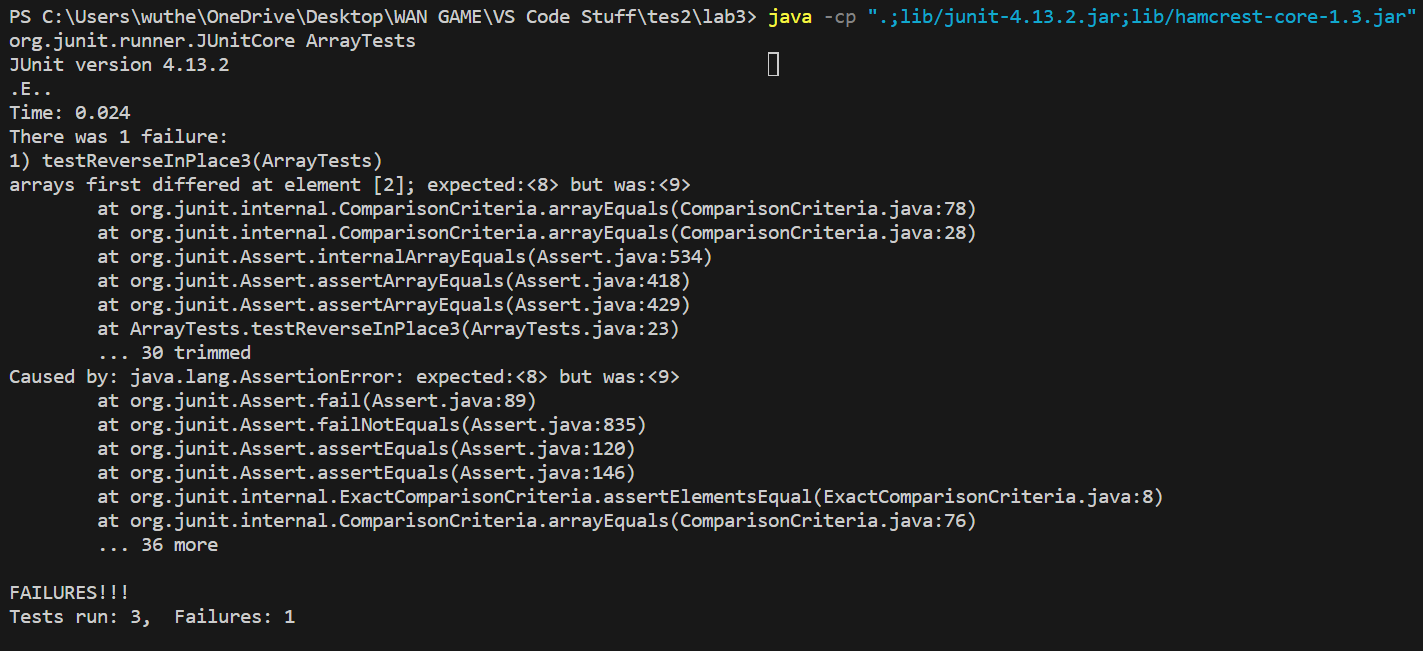 PS C:\Users\wuthe\OneDrive\Desktop\WAN GAME\VS Code Stuff\tes2\lab3> java -cp ".;lib/junit-4.13.2.jar;lib/hamcrest-core-1.3.jar"
org.junit.runner.JUnitCore ArrayTests
JUnit version 4.13.2
.E..
Time: 0.024
There was 1 failure:
1) testReverseInPlace3(ArrayTests)
arrays first differed at element [2]; expected:<8> but was:<9>
        at org.junit.internal.ComparisonCriteria.arrayEquals(ComparisonCriteria.java:78)
        at org.junit.internal.ComparisonCriteria.arrayEquals(ComparisonCriteria.java:28)
        at org.junit.Assert.internalArrayEquals(Assert.java:534)
        at org.junit.Assert.assertArrayEquals(Assert.java:418)
        at org.junit.Assert.assertArrayEquals(Assert.java:429)
        at ArrayTests.testReverseInPlace3(ArrayTests.java:23)
        ... 30 trimmed
Caused by: java.lang.AssertionError: expected:<8> but was:<9>
        at org.junit.Assert.fail(Assert.java:89)
        at org.junit.Assert.failNotEquals(Assert.java:835)
        at org.junit.Assert.assertEquals(Assert.java:120)
        at org.junit.Assert.assertEquals(Assert.java:146)
        at org.junit.internal.ExactComparisonCriteria.assertElementsEqual(ExactComparisonCriteria.java:8)
        at org.junit.internal.ComparisonCriteria.arrayEquals(ComparisonCriteria.java:76)
        ... 36 more

FAILURES!!!
Tests run: 3,  Failures: 1